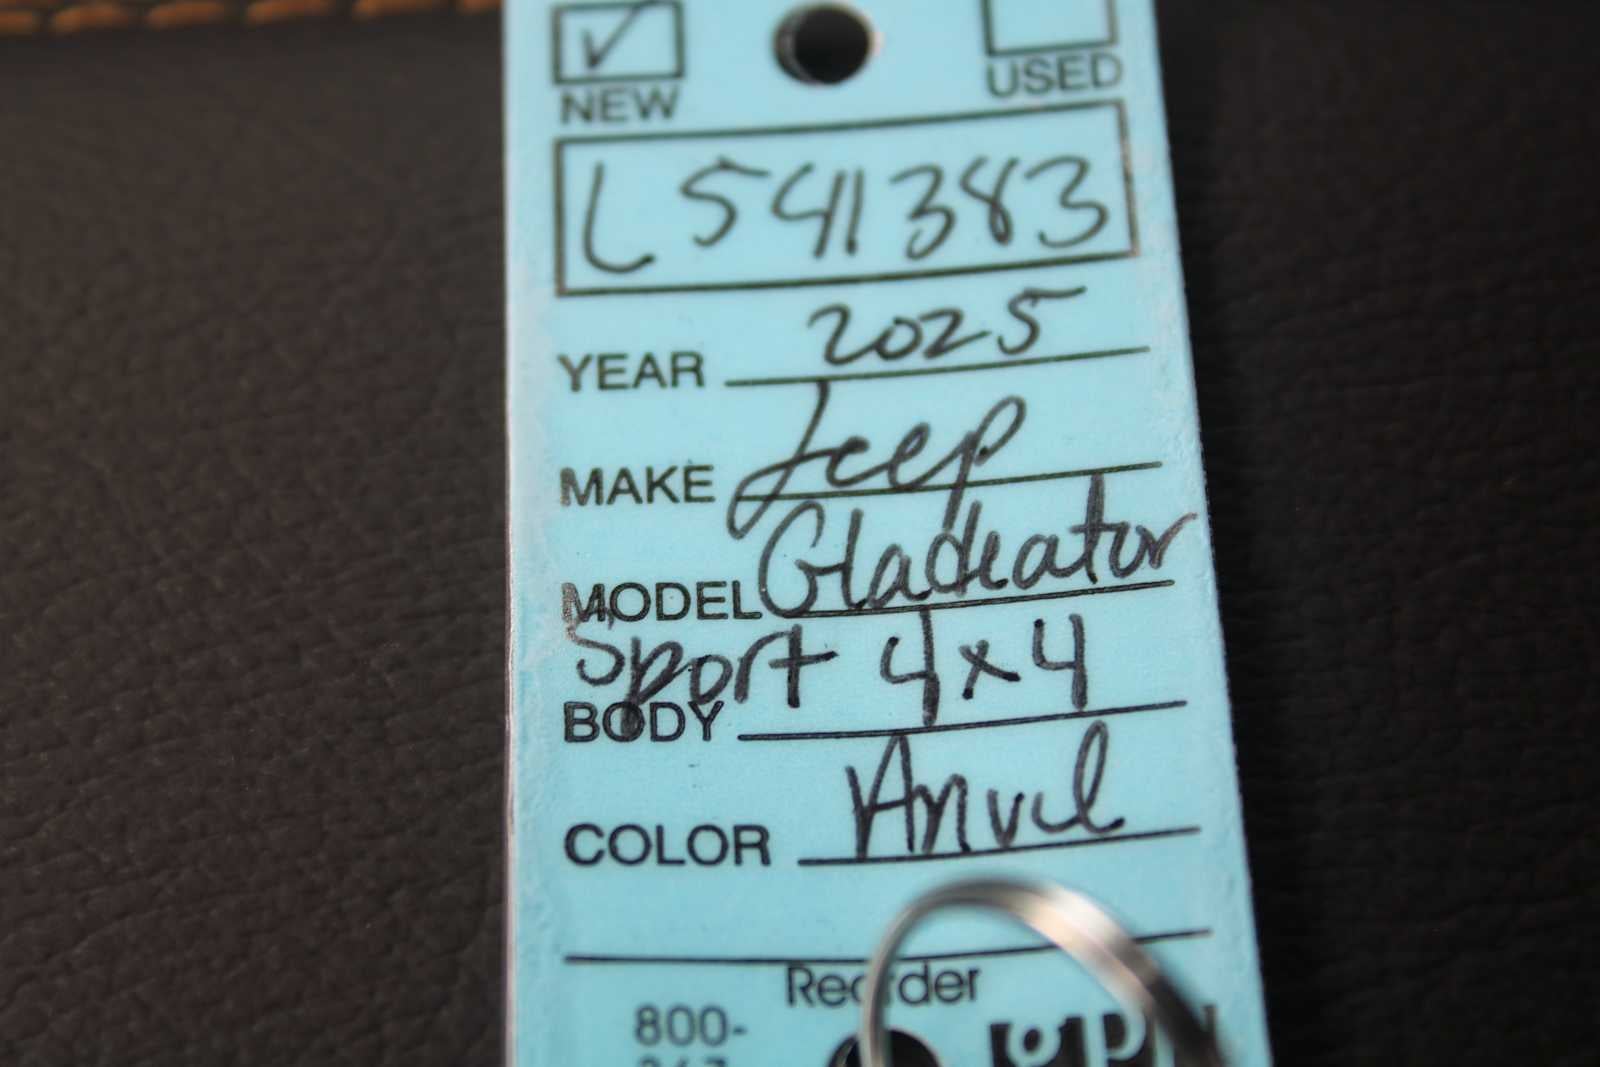 NEW USED
L541383
YEAR 2025
MAKE Jeep
MODEL Gladiator
Sport 4x4
BODY
COLOR Anvil
Reorder
800-